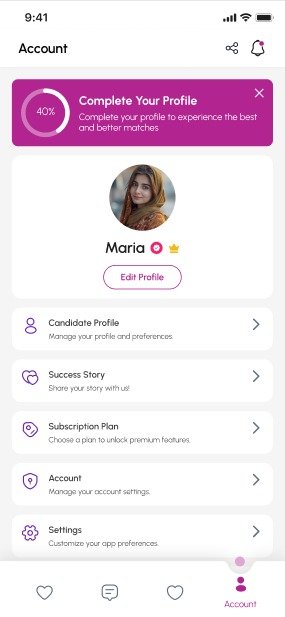 9:41
Account
40%
Complete Your Profile
Complete your profile to experience the best
and better matches
Maria
Edit Profile
Candidate Profile
Manage your profile and preferences.
Success Story
Share your story with us!
Subscription Plan
Choose a plan to unlock premium features.
Account
Manage your account settings.
Settings
Customize your app preferences.
Account